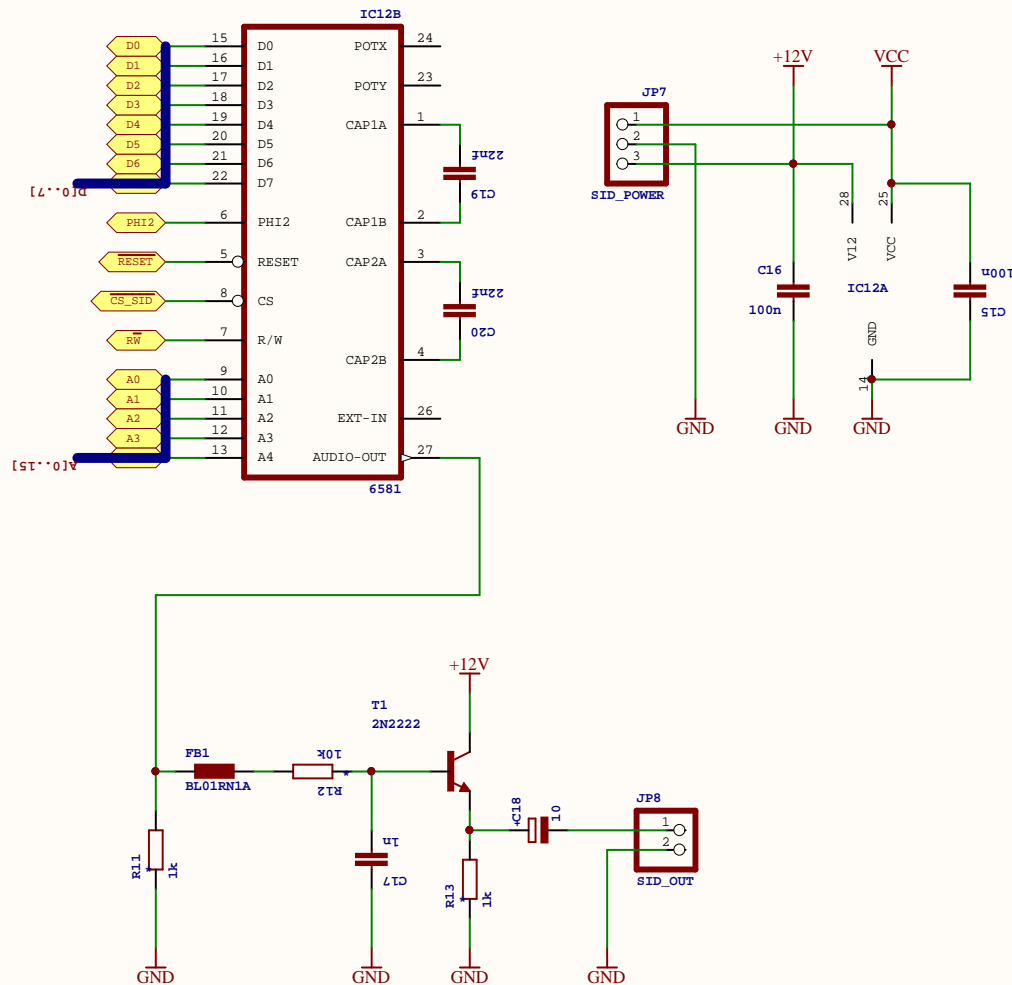 IC12B
D0 15 D0 POTX 24
D1 16 D1
D2 17 D2 POTY 23
D3 18 D3
D4 19 D4 CAP1A 1
D5 20 D5
D6 21 D6
22 D7
D[0..7]
22nf
C19
PHI2 6 PHI2 CAP1B 2
RESET 5 RESET CAP2A 3
CS_SID 8 CS
22nf
C20
RW 7 R/W
CAP2B 4
A0 9 A0
A1 10 A1
A2 11 A2 EXT-IN 26
A3 12 A3
13 A4 AUDIO-OUT 27
A[0..15]
6581
+12V
VCC
JP7
1
2
3
SID_POWER
28
V12
25
VCC
IC12A
GND
14
C16
100n
100n
C15
GND
GND
GND
+12V
T1
2N2222
FB1
BL01RN1A
10k
R12
*
1n
C17
+C18
10
JP8
1
2
SID_OUT
R11
*
1k
R13
*
1k
GND
GND
GND
GND